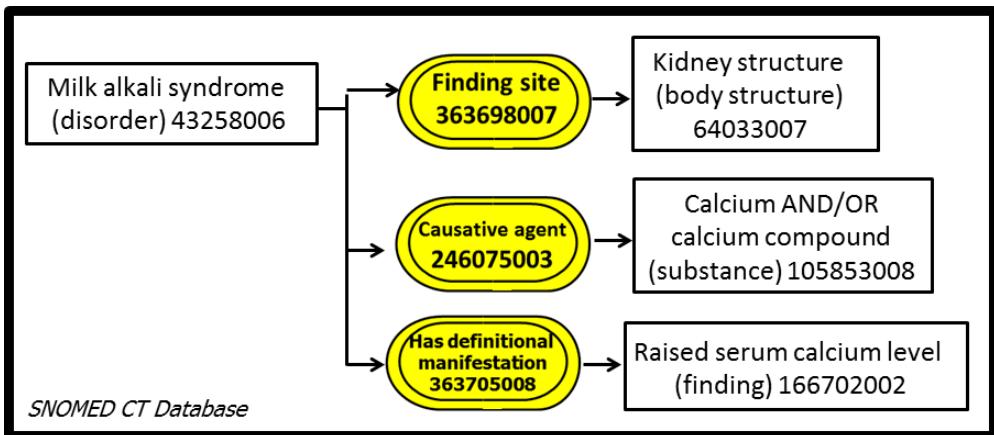 Milk alkali syndrome
(disorder) 43258006
Finding site
363698007
Kidney structure
(body structure)
64033007
Causative agent
246075003
Calcium AND/OR
calcium compound
(substance) 105853008
Has definitional
manifestation
363705008
Raised serum calcium level
(finding) 166702002
SNOMED CT Database